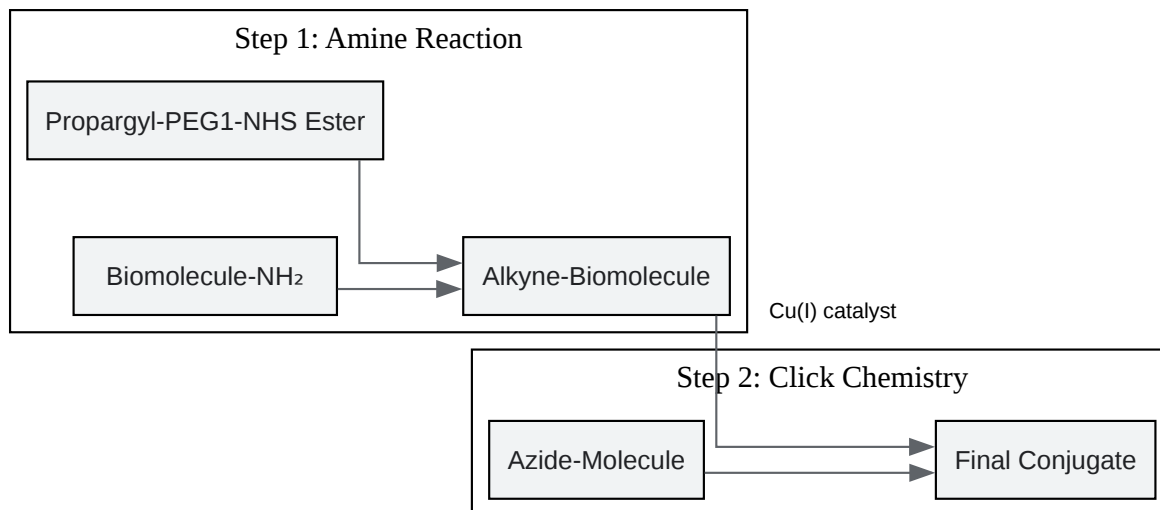 Step 1: Amine Reaction
Propargyl-PEG1-NHS Ester
Biomolecule-NH₂
Alkyne-Biomolecule
Cu(I) catalyst
Step 2: Click Chemistry
Azide-Molecule
Final Conjugate